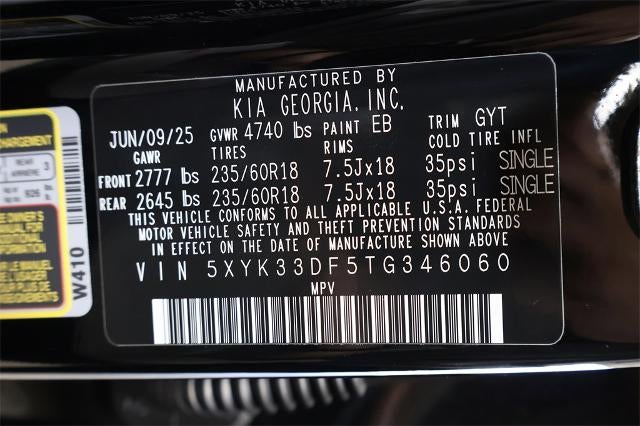 MANUFACTURED BY
KIA GEORGIA, INC.
JUN/09/25 GVWR 4740 lbs PAINT EB TRIM GYT
GAWR TIRES RIMS COLD TIRE INFL
FRONT 2777 lbs 235/60R18 7.5Jx18 35psi SINGLE
REAR 2645 lbs 235/60R18 7.5Jx18 35psi SINGLE
THIS VEHICLE CONFORMS TO ALL APPLICABLE U.S.A. FEDERAL
MOTOR VEHICLE SAFETY AND THEFT PREVENTION STANDARDS
IN EFFECT ON THE DATE OF MANUFACTURE SHOWN ABOVE
VIN 5XYK33DF5TG346060
MPV
REAR 3
ARRIÈRE
W410